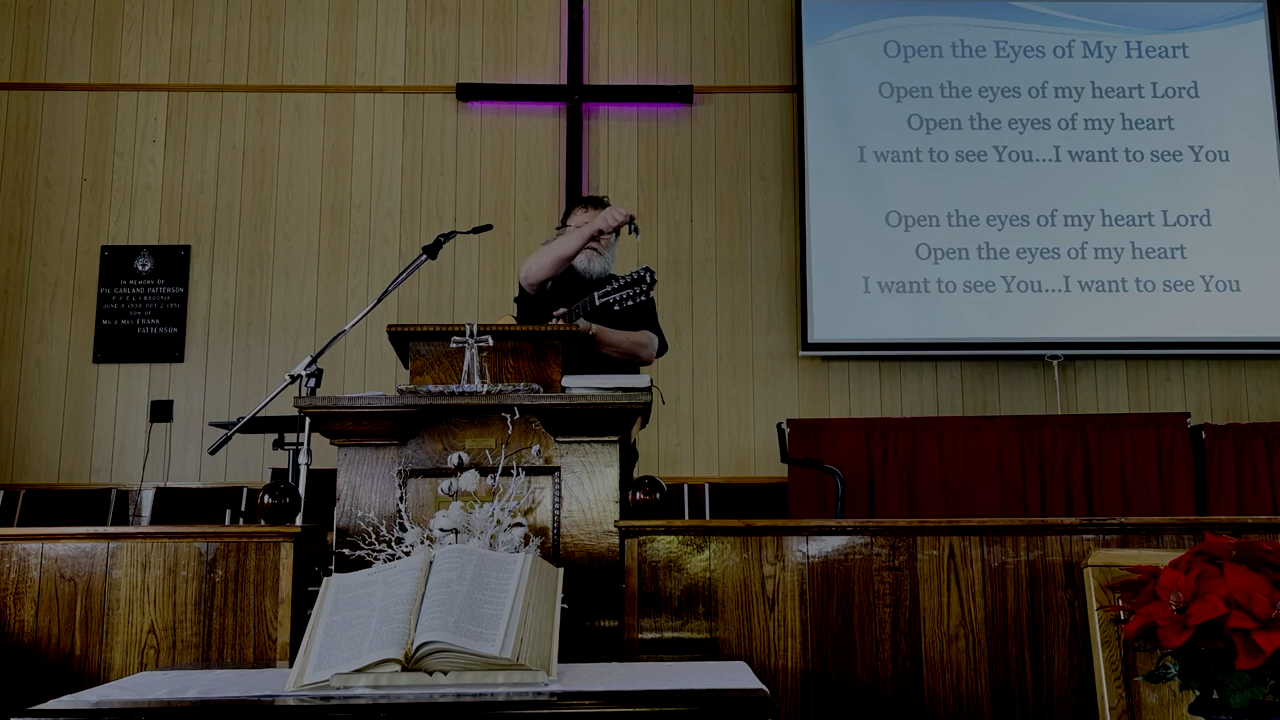 Open the Eyes of My Heart
Open the eyes of my heart Lord
Open the eyes of my heart
I want to see You...I want to see You
Open the eyes of my heart Lord
Open the eyes of my heart
I want to see You...I want to see You
IN MEMORY OF
PTE GARLAND PATTERSON
SON OF
MR & MRS FRANK
PATTERSON